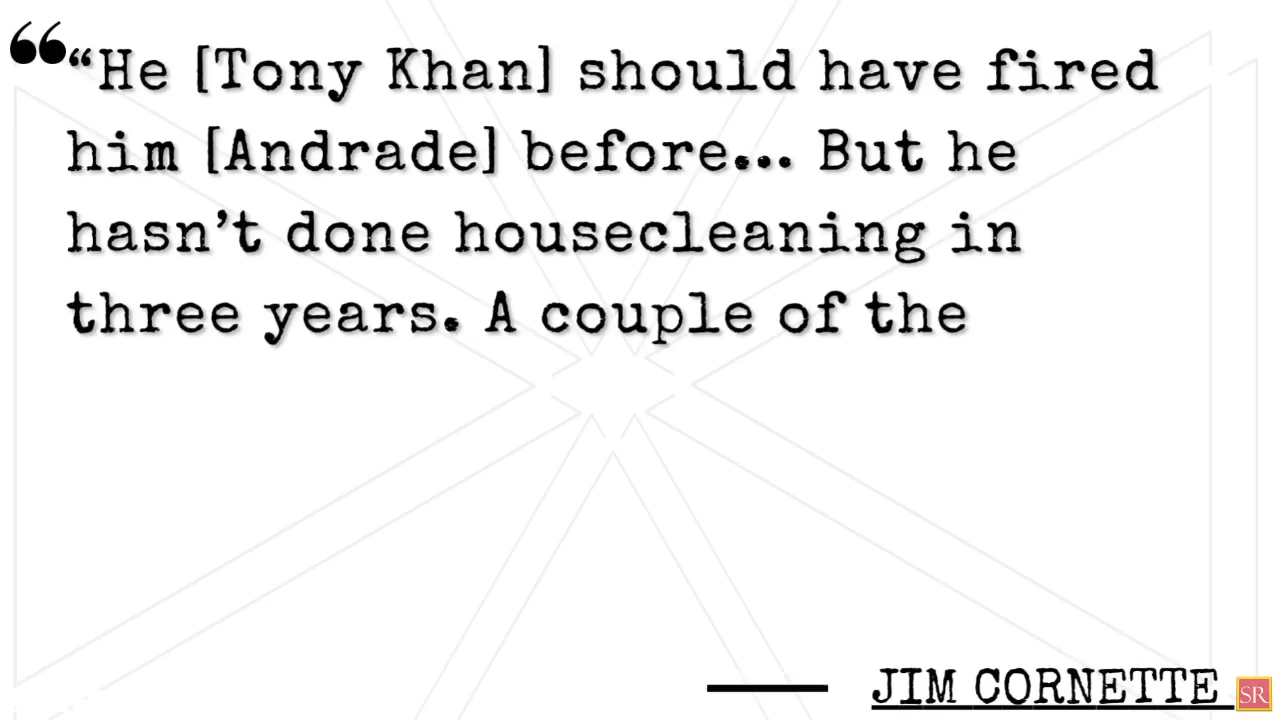 “He [Tony Khan] should have fired
him [Andrade] before... But he
hasn’t done housecleaning in
three years. A couple of the
JIM CORNETTE
SR